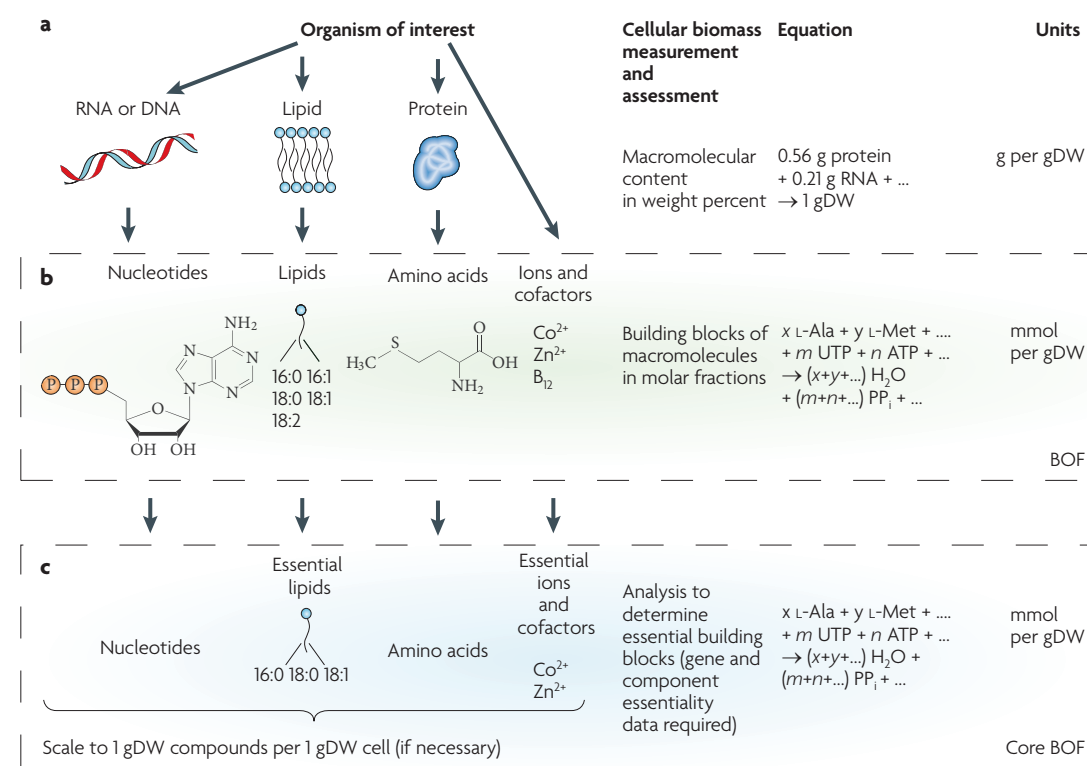 a
Organism of interest
Cellular biomass
measurement
and
assessment
Equation
Units
RNA or DNA
Lipid
Protein
Macromolecular
content
in weight percent
0.56 g protein
+ 0.21 g RNA + ...
→ 1 gDW
g per gDW
b
Nucleotides
Lipids
Amino acids
Ions and
cofactors
NH₂
N
N
N
N
P P P
O
OH OH
16:0 16:1
18:0 18:1
18:2
S
H₃C
O
OH
NH₂
Co²⁺
Zn²⁺
B₁₂
Building blocks of
macromolecules
in molar fractions
x L-Ala + y L-Met + ....
+ m UTP + n ATP + ...
→ (x+y+...) H₂O
+ (m+n+...) PPᵢ + ...
mmol
per gDW
BOF
c
Nucleotides
Essential
lipids
16:0 18:0 18:1
Amino acids
Essential
ions
and
cofactors
Co²⁺
Zn²⁺
Analysis to
determine
essential building
blocks (gene and
component
essentiality
data required)
x L-Ala + y L-Met + ....
+ m UTP + n ATP + ...
→ (x+y+...) H₂O +
(m+n+...) PPᵢ + ...
mmol
per gDW
Scale to 1 gDW compounds per 1 gDW cell (if necessary)
Core BOF